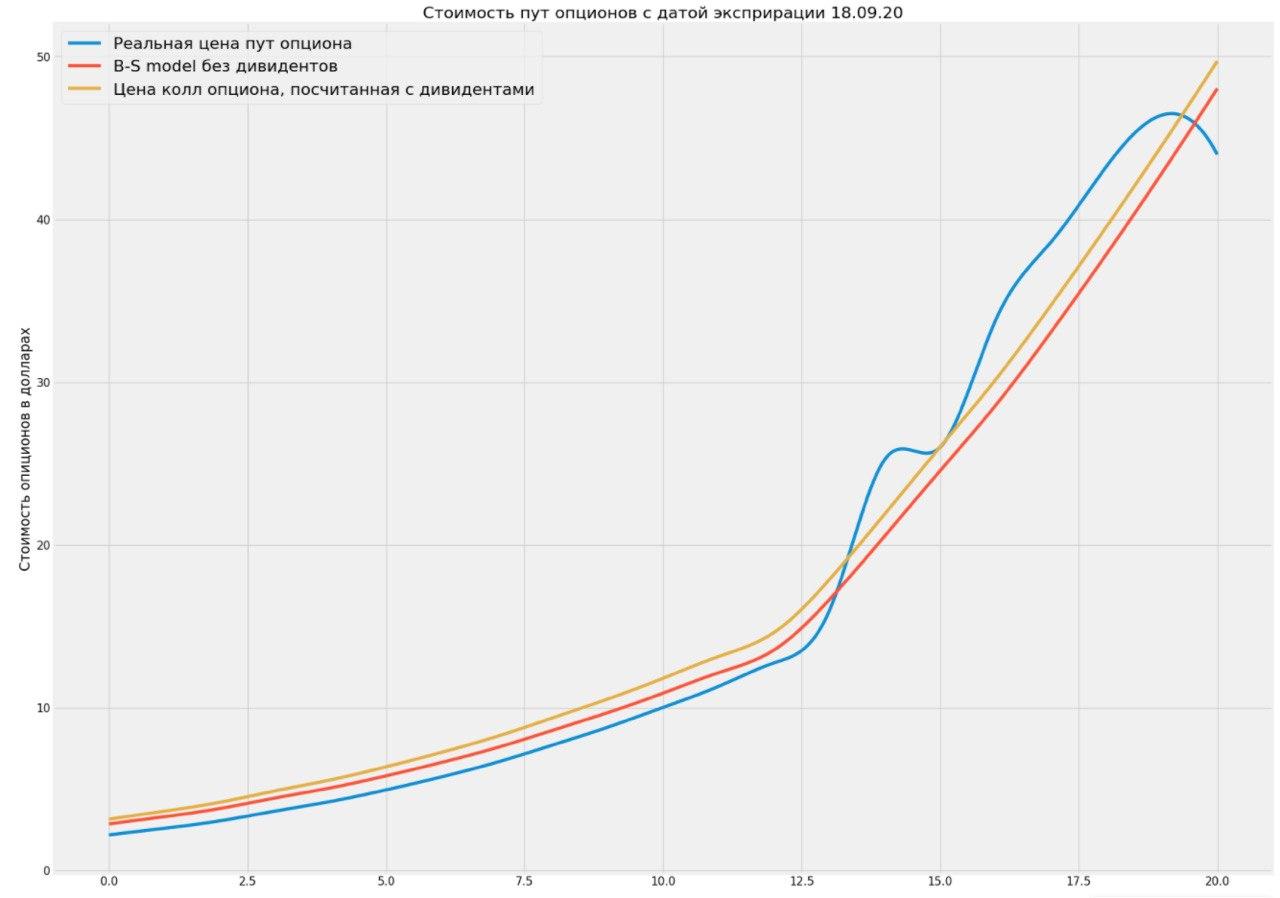 Стоимость пут опционов с датой эксприрации 18.09.20
Реальная цена пут опциона
B-S model без дивидентов
Цена колл опциона, посчитанная с дивидентами
Стоимость опиционов в долларах
50
40
30
20
10
0
0.0 2.5 5.0 7.5 10.0 12.5 15.0 17.5 20.0